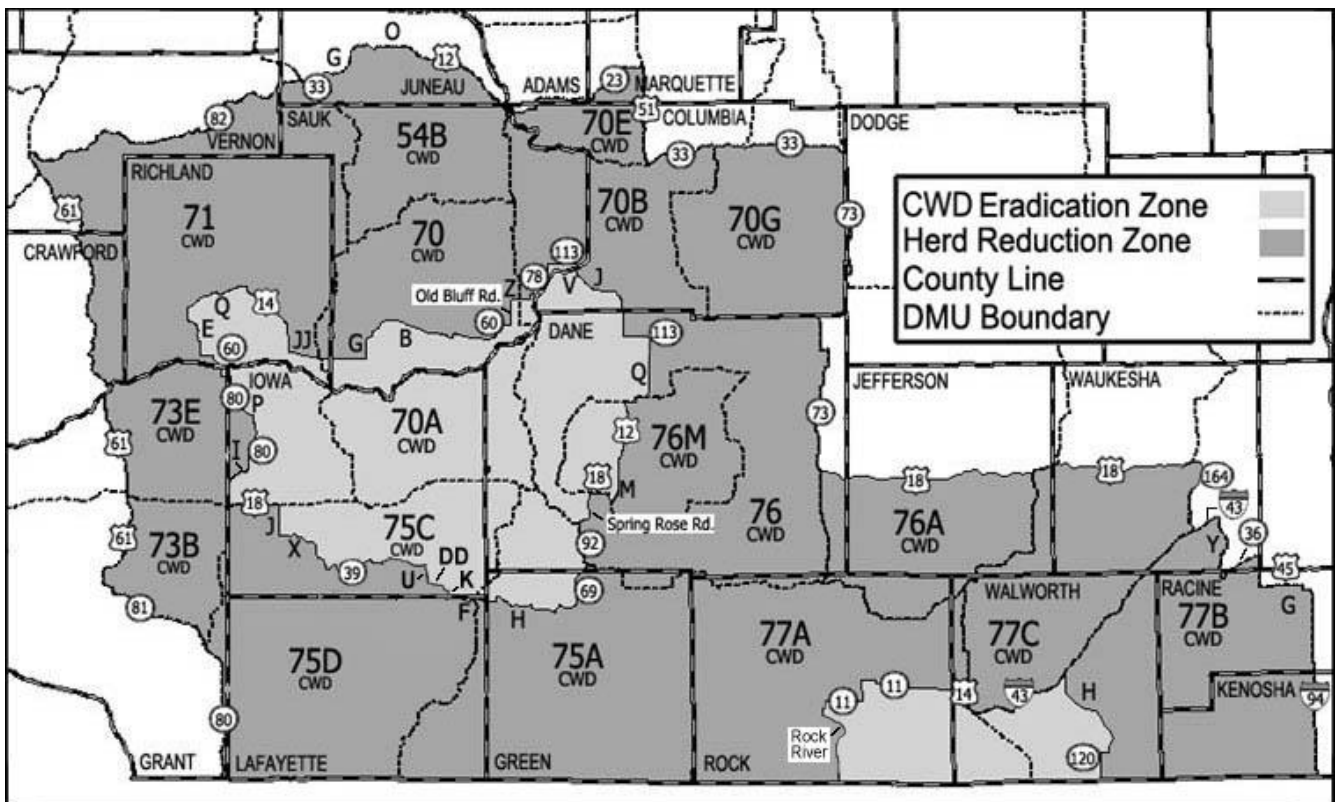 O
G
12
33
JUNEAU
ADAMS
23
MARQUETTE
51
82
VERNON
SAUK
54B
CWD
70E
CWD
COLUMBIA
DODGE
33
33
RICHLAND
61
71
CWD
70
CWD
70B
CWD
70G
CWD
73
CWD Eradication Zone
Herd Reduction Zone
County Line
DMU Boundary
CRAWFORD
113
78
V
J
Z
Old Bluff Rd.
Q
14
E
60
JJ
G
B
60
DANE
113
IOWA
80
P
Q
JEFFERSON
WAUKESHA
73E
CWD
70A
CWD
73
61
I
80
12
76M
CWD
18
M
18
18
164
43
18
J
Spring Rose Rd.
76
CWD
76A
CWD
61
73B
CWD
X
75C
CWD
92
36
Y
39
U
DD
K
45
81
F
H
69
WALWORTH
RACINE
G
77A
CWD
77C
CWD
77B
CWD
75D
CWD
75A
CWD
11
11
14
43
H
KENOSHA
94
80
Rock
River
120
GRANT
LAFAYETTE
GREEN
ROCK